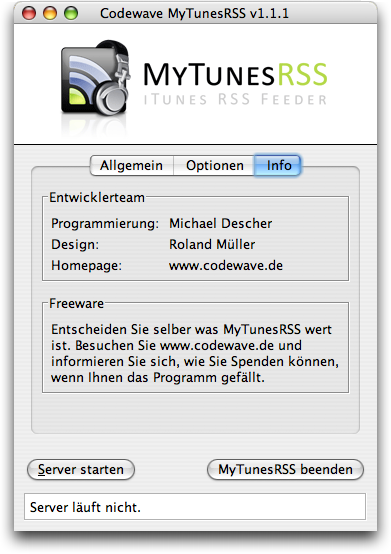 Codewave MyTunesRSS v1.1.1
MyTunesRSS
iTunes RSS Feeder
Allgemein Optionen Info
Entwicklerteam
Programmierung: Michael Descher
Design: Roland Müller
Homepage: www.codewave.de
Freeware
Entscheiden Sie selber was MyTunesRSS wert
ist. Besuchen Sie www.codewave.de und
informieren Sie sich, wie Sie Spenden können,
wenn Ihnen das Programm gefällt.
Server starten MyTunesRSS beenden
Server läuft nicht.